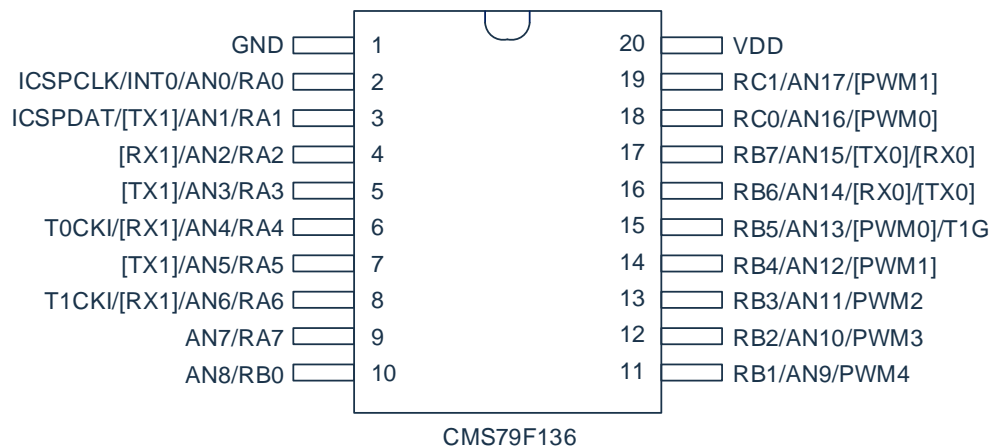 GND 1 20 VDD
ICSPCLK/INT0/AN0/RA0 2 19 RC1/AN17/[PWM1]
ICSPDAT/[TX1]/AN1/RA1 3 18 RC0/AN16/[PWM0]
[RX1]/AN2/RA2 4 17 RB7/AN15/[TX0]/[RX0]
[TX1]/AN3/RA3 5 16 RB6/AN14/[RX0]/[TX0]
T0CKI/[RX1]/AN4/RA4 6 15 RB5/AN13/[PWM0]/T1G
[TX1]/AN5/RA5 7 14 RB4/AN12/[PWM1]
T1CKI/[RX1]/AN6/RA6 8 13 RB3/AN11/PWM2
AN7/RA7 9 12 RB2/AN10/PWM3
AN8/RB0 10 11 RB1/AN9/PWM4
CMS79F136